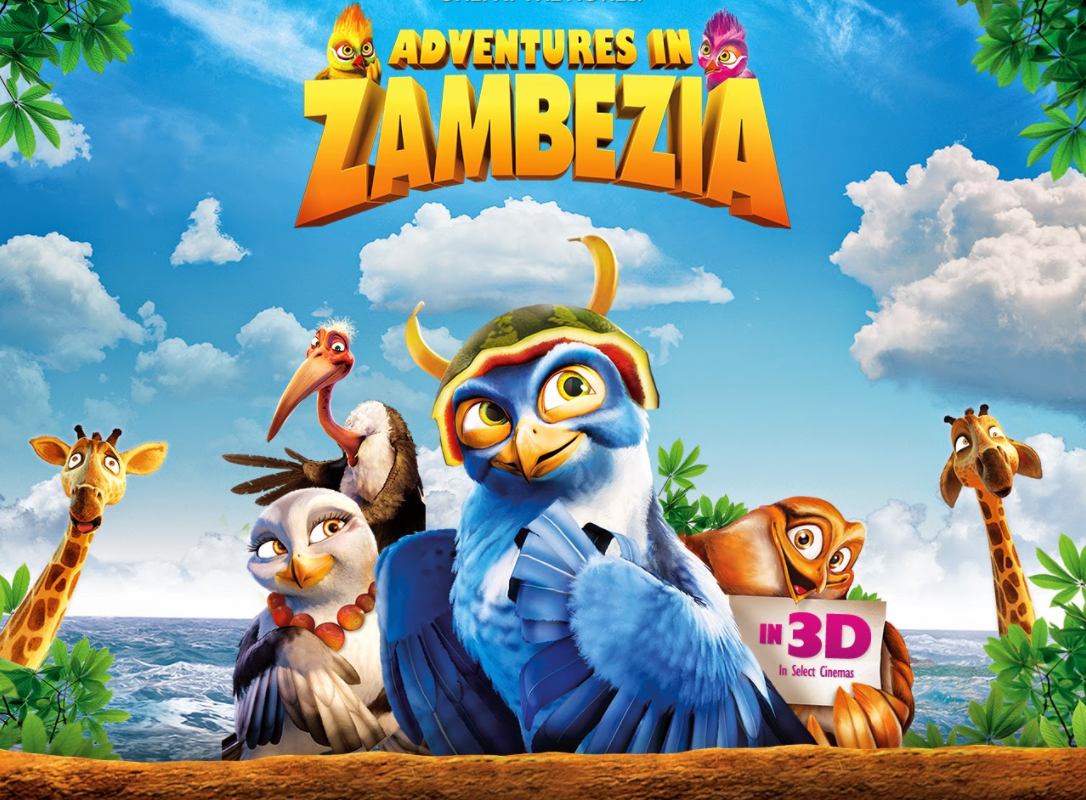 ADVENTURES IN
ZAMBEZIA
IN 3D
In Select Cinemas